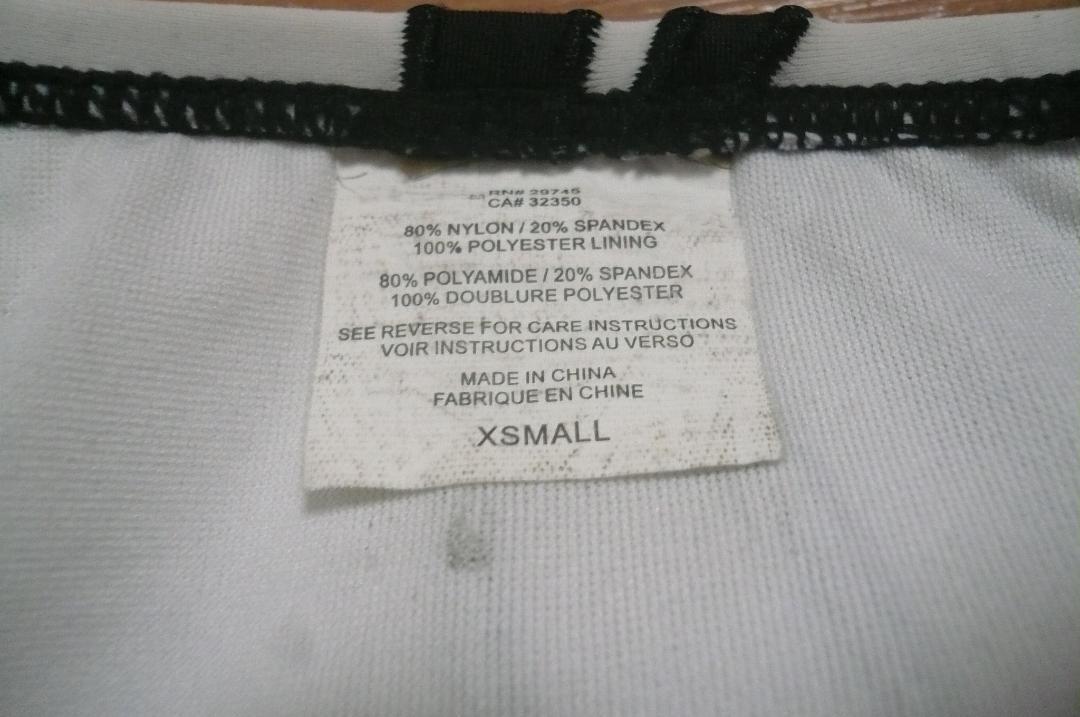 RN# 29745
CA# 32350
80% NYLON / 20% SPANDEX
100% POLYESTER LINING
80% POLYAMIDE / 20% SPANDEX
100% DOUBLURE POLYESTER
SEE REVERSE FOR CARE INSTRUCTIONS
VOIR INSTRUCTIONS AU VERSO
MADE IN CHINA
FABRIQUE EN CHINE
XSMALL